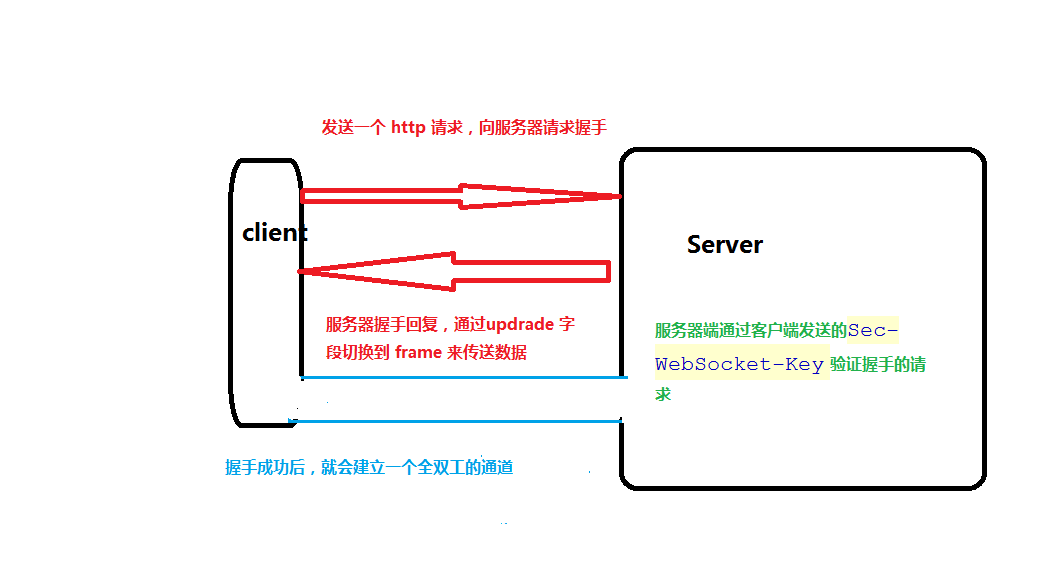 发送一个 http 请求，向服务器请求握手
client
Server
服务器握手回复，通过updrade 字
段切换到 frame 来传送数据
服务器端通过客户端发送的Sec-
WebSocket-Key 验证握手的请
求
握手成功后，就会建立一个全双工的通道